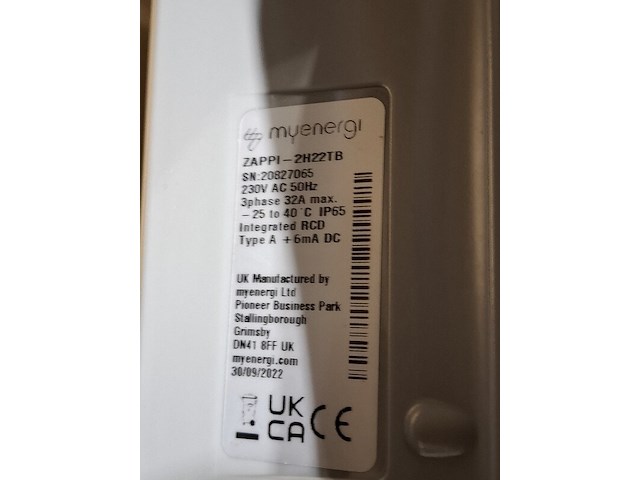 myenergi
ZAPPI-2H22TB
SN:20827065
230V AC 50Hz
3phase 32A max.
-25 to 40°C IP65
Integrated RCD
Type A +6mA DC
UK Manufactured by
myenergi Ltd
Pioneer Business Park
Stallingborough
Grimsby
DN41 8FF UK
myenergi.com
30/09/2022
UK
CA CE